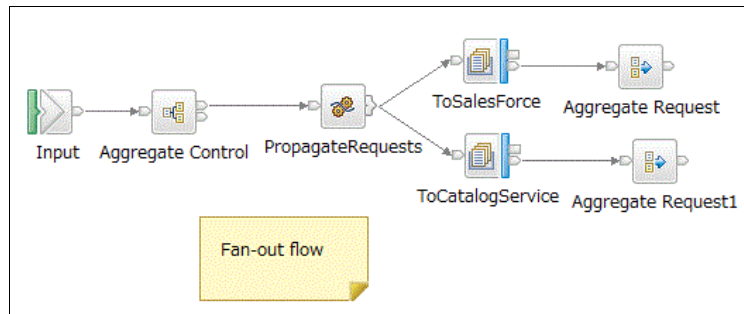 Input
Aggregate Control
PropagateRequests
ToSalesForce
Aggregate Request
ToCatalogService
Aggregate Request1
Fan-out flow